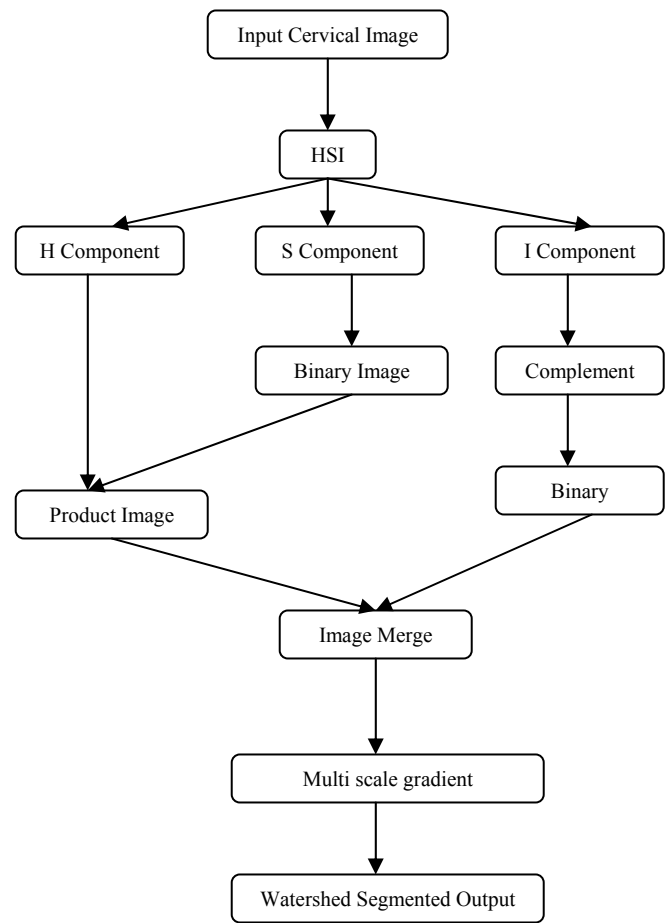 Input Cervical Image
HSI
H Component
S Component
I Component
Binary Image
Complement
Product Image
Binary
Image Merge
Multi scale gradient
Watershed Segmented Output